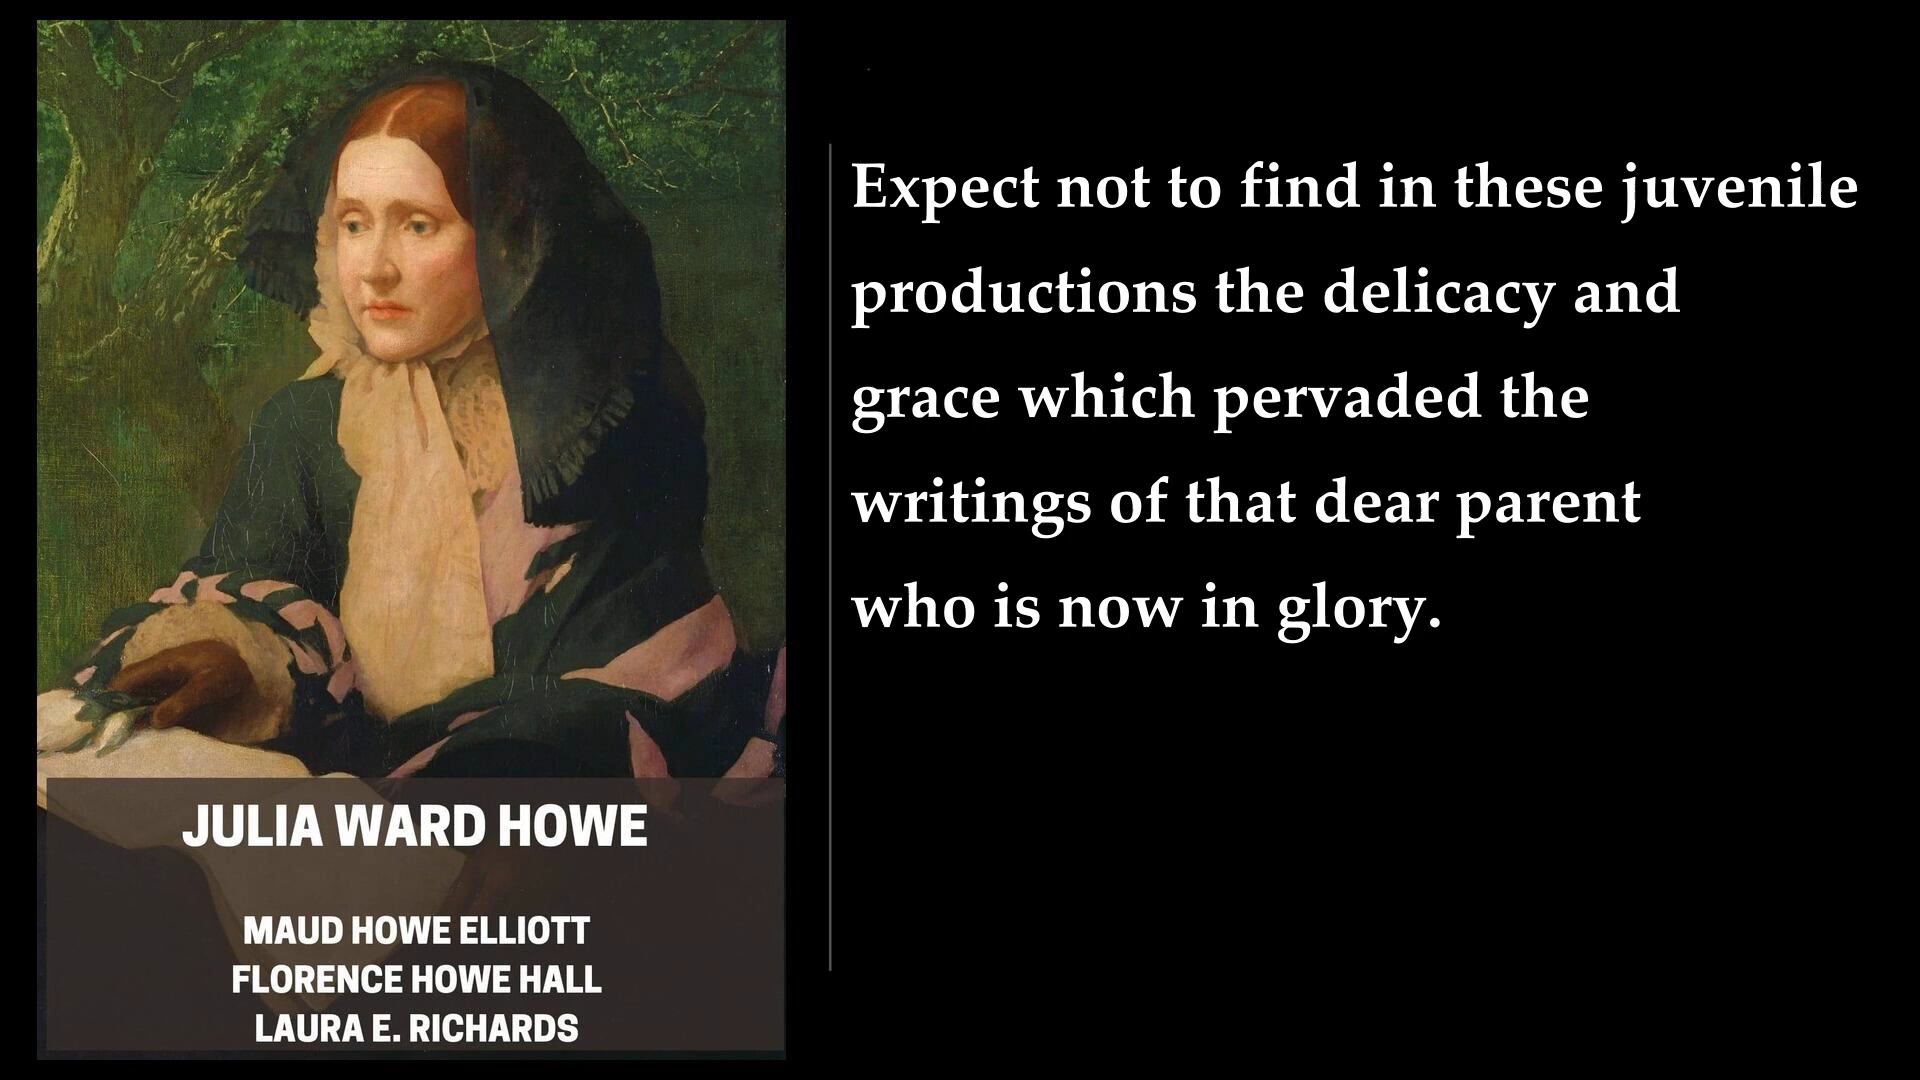 JULIA WARD HOWE
MAUD HOWE ELLIOTT
FLORENCE HOWE HALL
LAURA E. RICHARDS
Expect not to find in these juvenile
productions the delicacy and
grace which pervaded the
writings of that dear parent
who is now in glory.